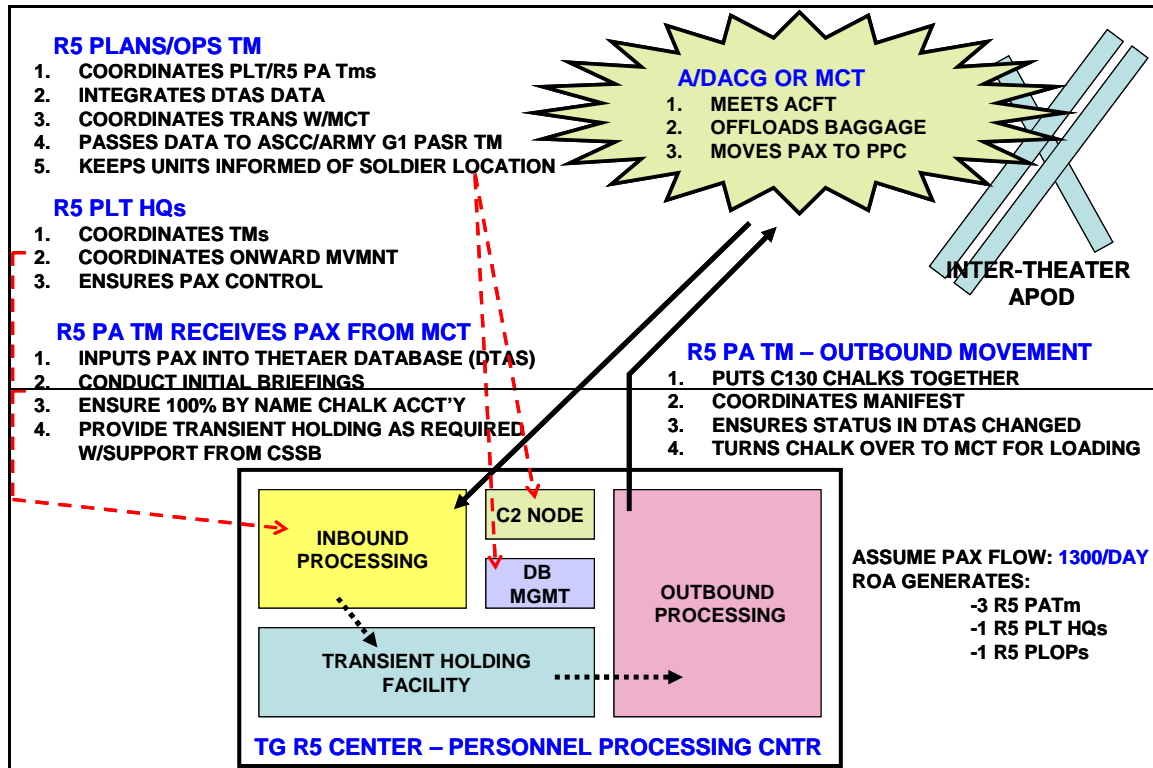 R5 PLANS/OPS TM
1. COORDINATES PLT/R5 PA Tms
2. INTEGRATES DTAS DATA
3. COORDINATES TRANS W/MCT
4. PASSES DATA TO ASCC/ARMY G1 PASR TM
5. KEEPS UNITS INFORMED OF SOLDIER LOCATION
R5 PLT HQs
1. COORDINATES TMs
2. COORDINATES ONWARD MVMNT
3. ENSURES PAX CONTROL
A/DACG OR MCT
1. MEETS ACFT
2. OFFLOADS BAGGAGE
3. MOVES PAX TO PPC
INTER-THEATER
APOD
R5 PA TM RECEIVES PAX FROM MCT
1. INPUTS PAX INTO THETAER DATABASE (DTAS)
2. CONDUCT INITIAL BRIEFINGS
3. ENSURE 100% BY NAME CHALK ACCT'Y
4. PROVIDE TRANSIENT HOLDING AS REQUIRED
W/SUPPORT FROM CSSB
R5 PA TM – OUTBOUND MOVEMENT
1. PUTS C130 CHALKS TOGETHER
2. COORDINATES MANIFEST
3. ENSURES STATUS IN DTAS CHANGED
4. TURNS CHALK OVER TO MCT FOR LOADING
INBOUND
PROCESSING
C2 NODE
DB
MGMT
OUTBOUND
PROCESSING
TRANSIENT HOLDING
FACILITY
TG R5 CENTER – PERSONNEL PROCESSING CNTR
ASSUME PAX FLOW: 1300/DAY
ROA GENERATES:
-3 R5 PATm
-1 R5 PLT HQs
-1 R5 PLOPs